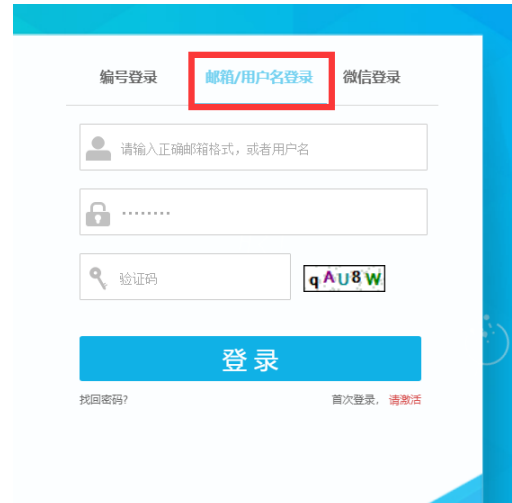 编号登录 邮箱/用户名登录 微信登录
请输入正确邮箱格式，或者用户名
········
验证码 qAU8W
登录
找回密码? 首次登录，请激活